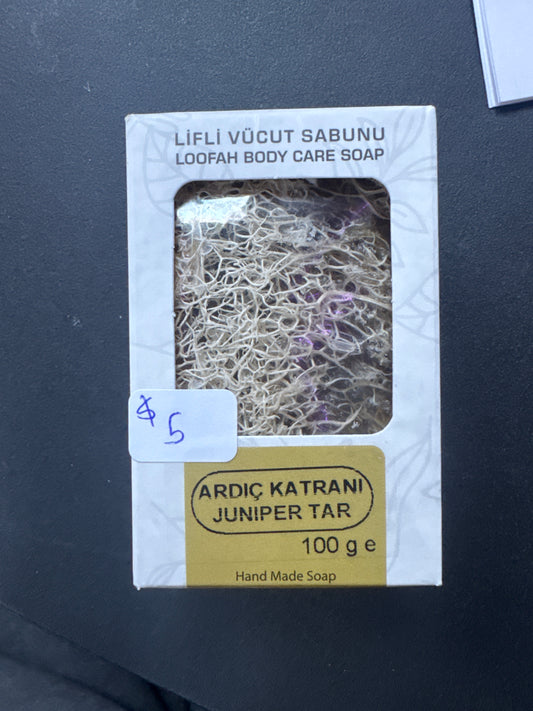 LİFLİ VÜCUT SABUNU
LOOFAH BODY CARE SOAP
$5
ARDIÇ KATRANI
JUNIPER TAR
100 g e
Hand Made Soap